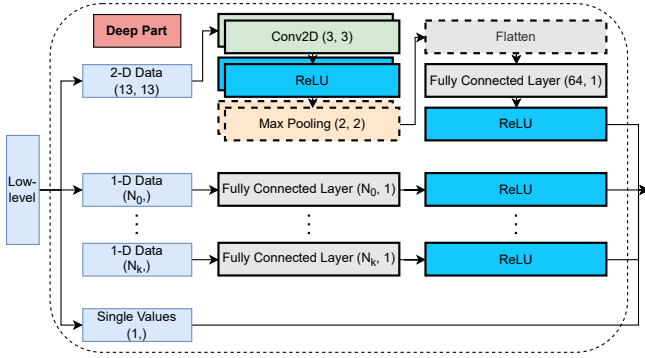 Deep Part
Conv2D (3, 3)
Flatten
2-D Data
(13, 13)
ReLU
Fully Connected Layer (64, 1)
Max Pooling (2, 2)
ReLU
Low-
level
1-D Data
(N₀,)
Fully Connected Layer (N₀, 1)
ReLU
⋮
⋮
⋮
1-D Data
(Nₖ,)
Fully Connected Layer (Nₖ, 1)
ReLU
Single Values
(1,)